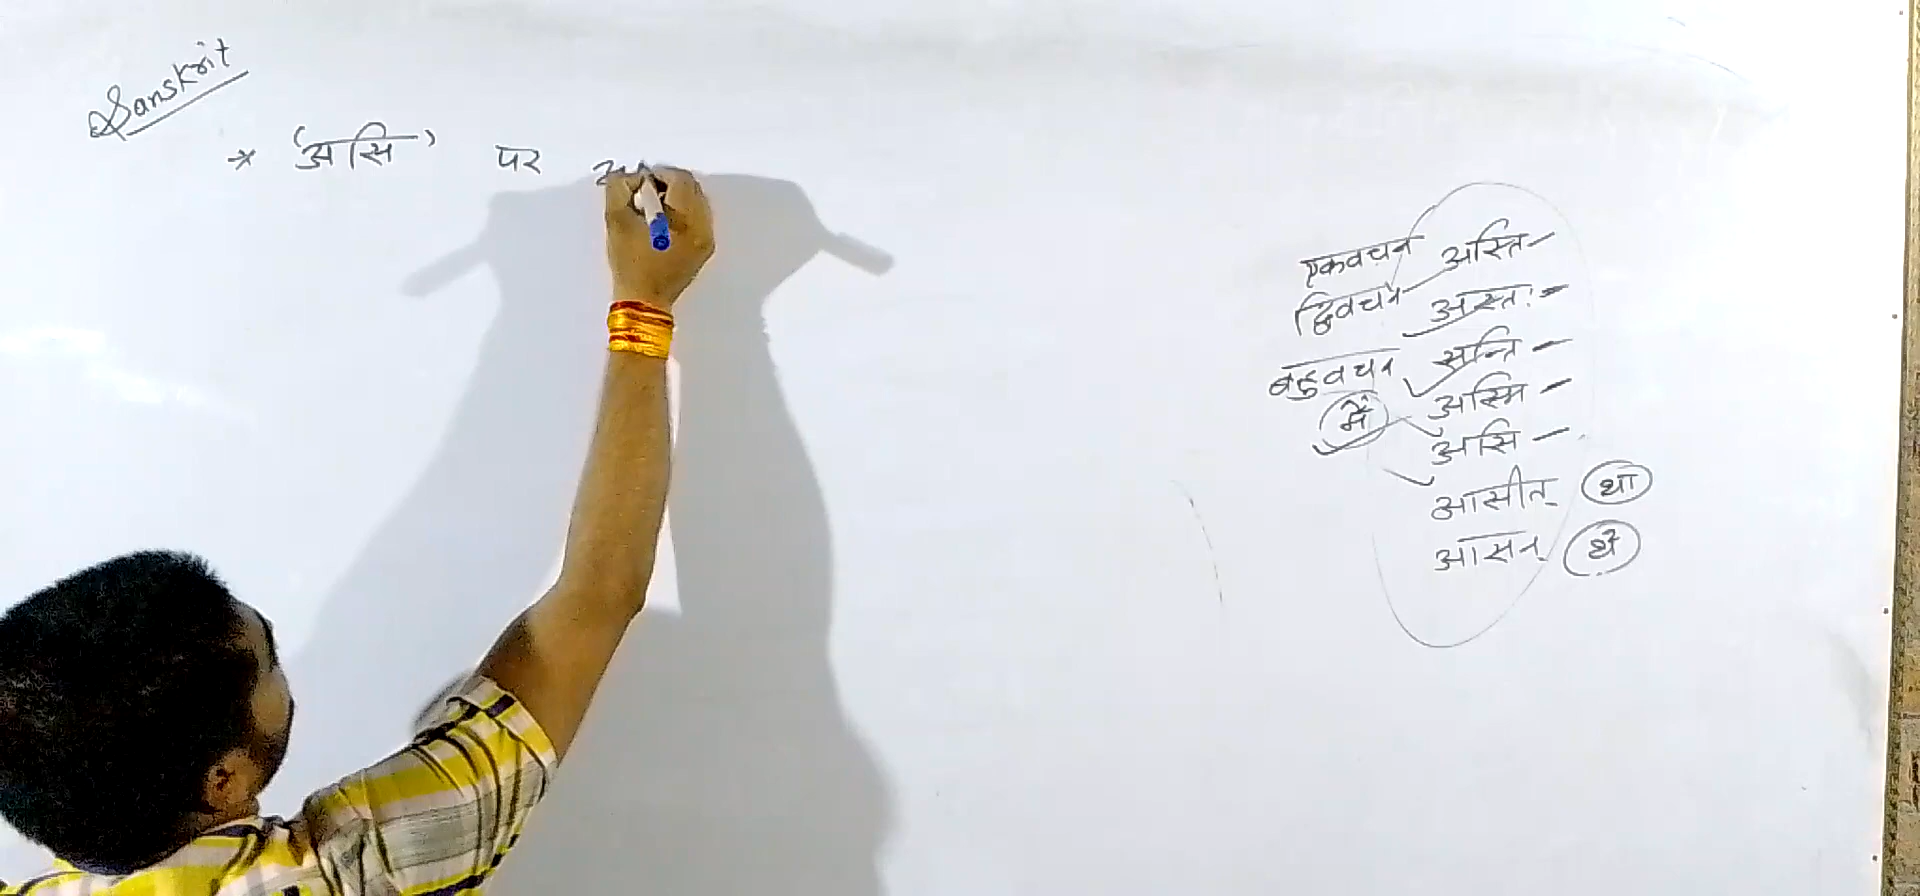 Sanskrit
* 'असि' पर
एकवचन अस्ति -
द्विवचन अस्तः -
बहुवचन सन्ति -
में अस्मि -
असि -
आसीत् था
आसन् थे